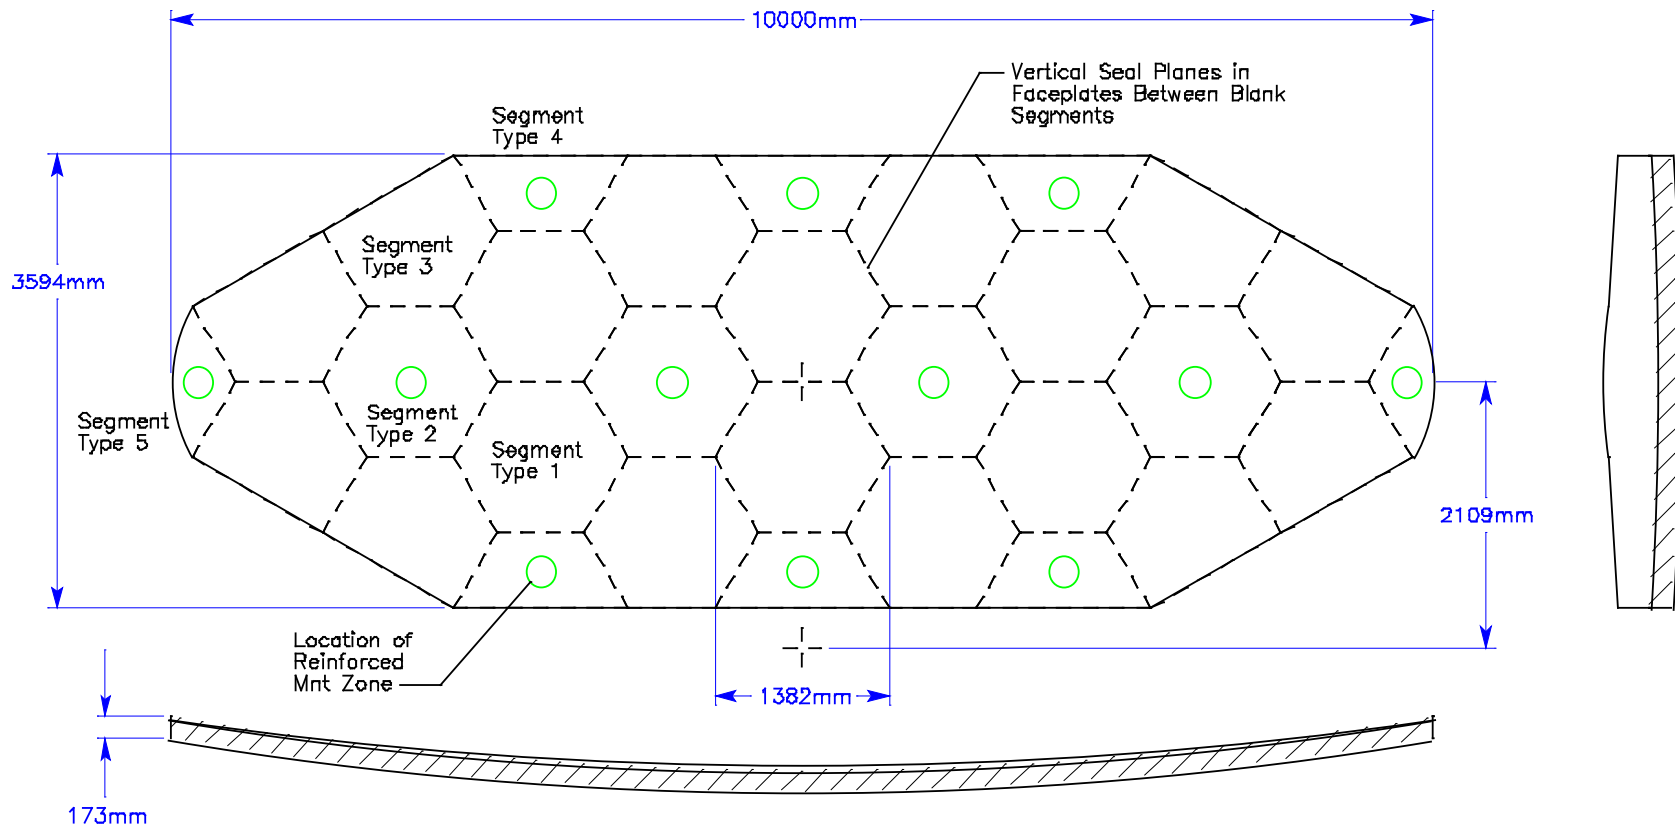 10000mm
Vertical Seal Planes in
Faceplates Between Blank
Segments
Segment
Type 4
Segment
Type 3
3594mm
Segment
Type 2
Segment
Type 5
Segment
Type 1
2109mm
Location of
Reinforced
Mnt Zone
1382mm
173mm